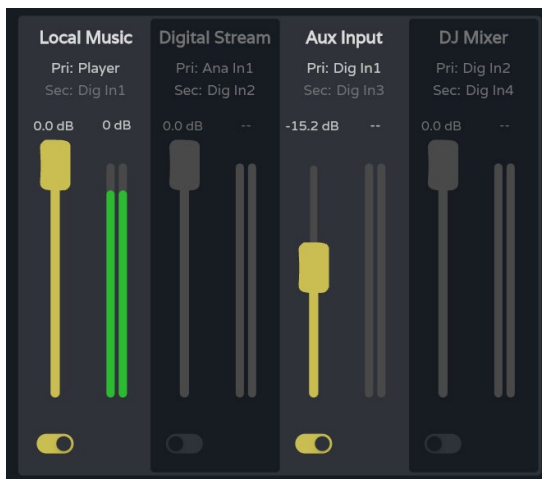 Local Music
Pri: Player
Sec: Dig In1
0.0 dB 0 dB
Digital Stream
Pri: Ana In1
Sec: Dig In2
0.0 dB --
Aux Input
Pri: Dig In1
Sec: Dig In3
-15.2 dB --
DJ Mixer
Pri: Dig In2
Sec: Dig In4
0.0 dB --